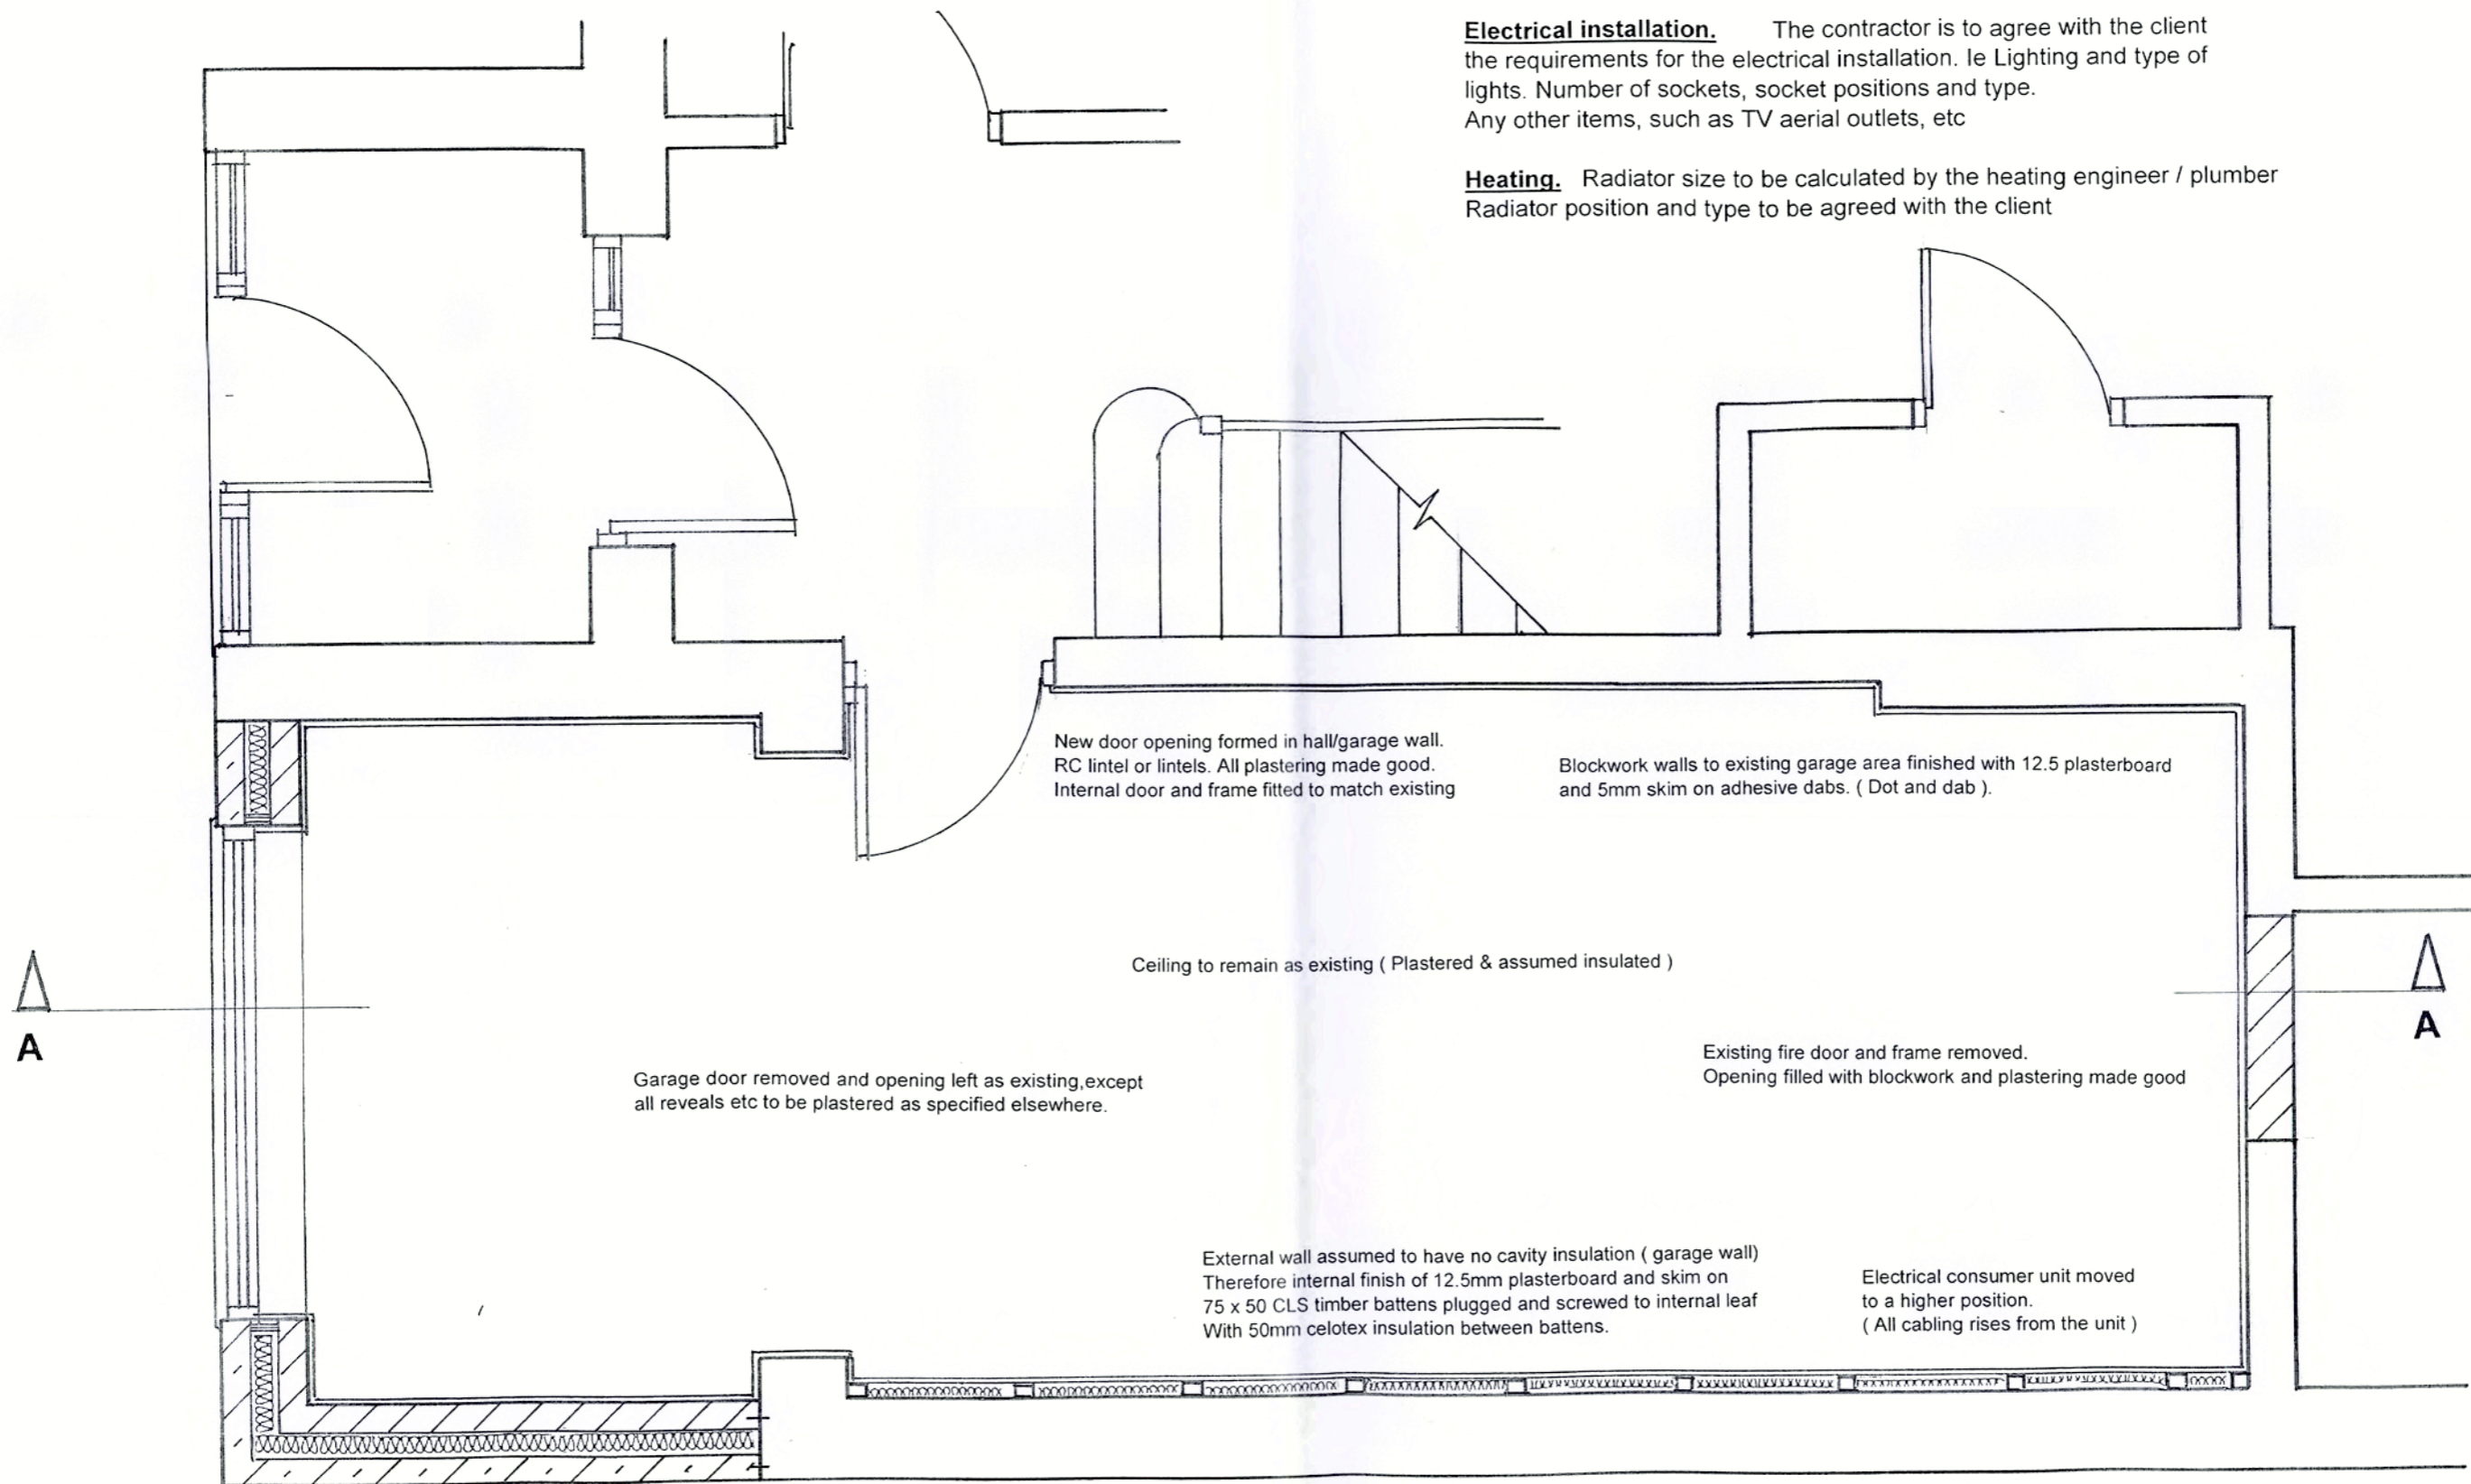 Electrical installation. The contractor is to agree with the client
the requirements for the electrical installation. Ie Lighting and type of
lights. Number of sockets, socket positions and type.
Any other items, such as TV aerial outlets, etc
Heating. Radiator size to be calculated by the heating engineer / plumber
Radiator position and type to be agreed with the client
New door opening formed in hall/garage wall.
RC lintel or lintels. All plastering made good.
Internal door and frame fitted to match existing
Blockwork walls to existing garage area finished with 12.5 plasterboard
and 5mm skim on adhesive dabs. ( Dot and dab ).
Ceiling to remain as existing ( Plastered & assumed insulated )
A
A
Garage door removed and opening left as existing,except
all reveals etc to be plastered as specified elsewhere.
Existing fire door and frame removed.
Opening filled with blockwork and plastering made good
External wall assumed to have no cavity insulation ( garage wall)
Therefore internal finish of 12.5mm plasterboard and skim on
75 x 50 CLS timber battens plugged and screwed to internal leaf
With 50mm celotex insulation between battens.
Electrical consumer unit moved
to a higher position.
( All cabling rises from the unit )